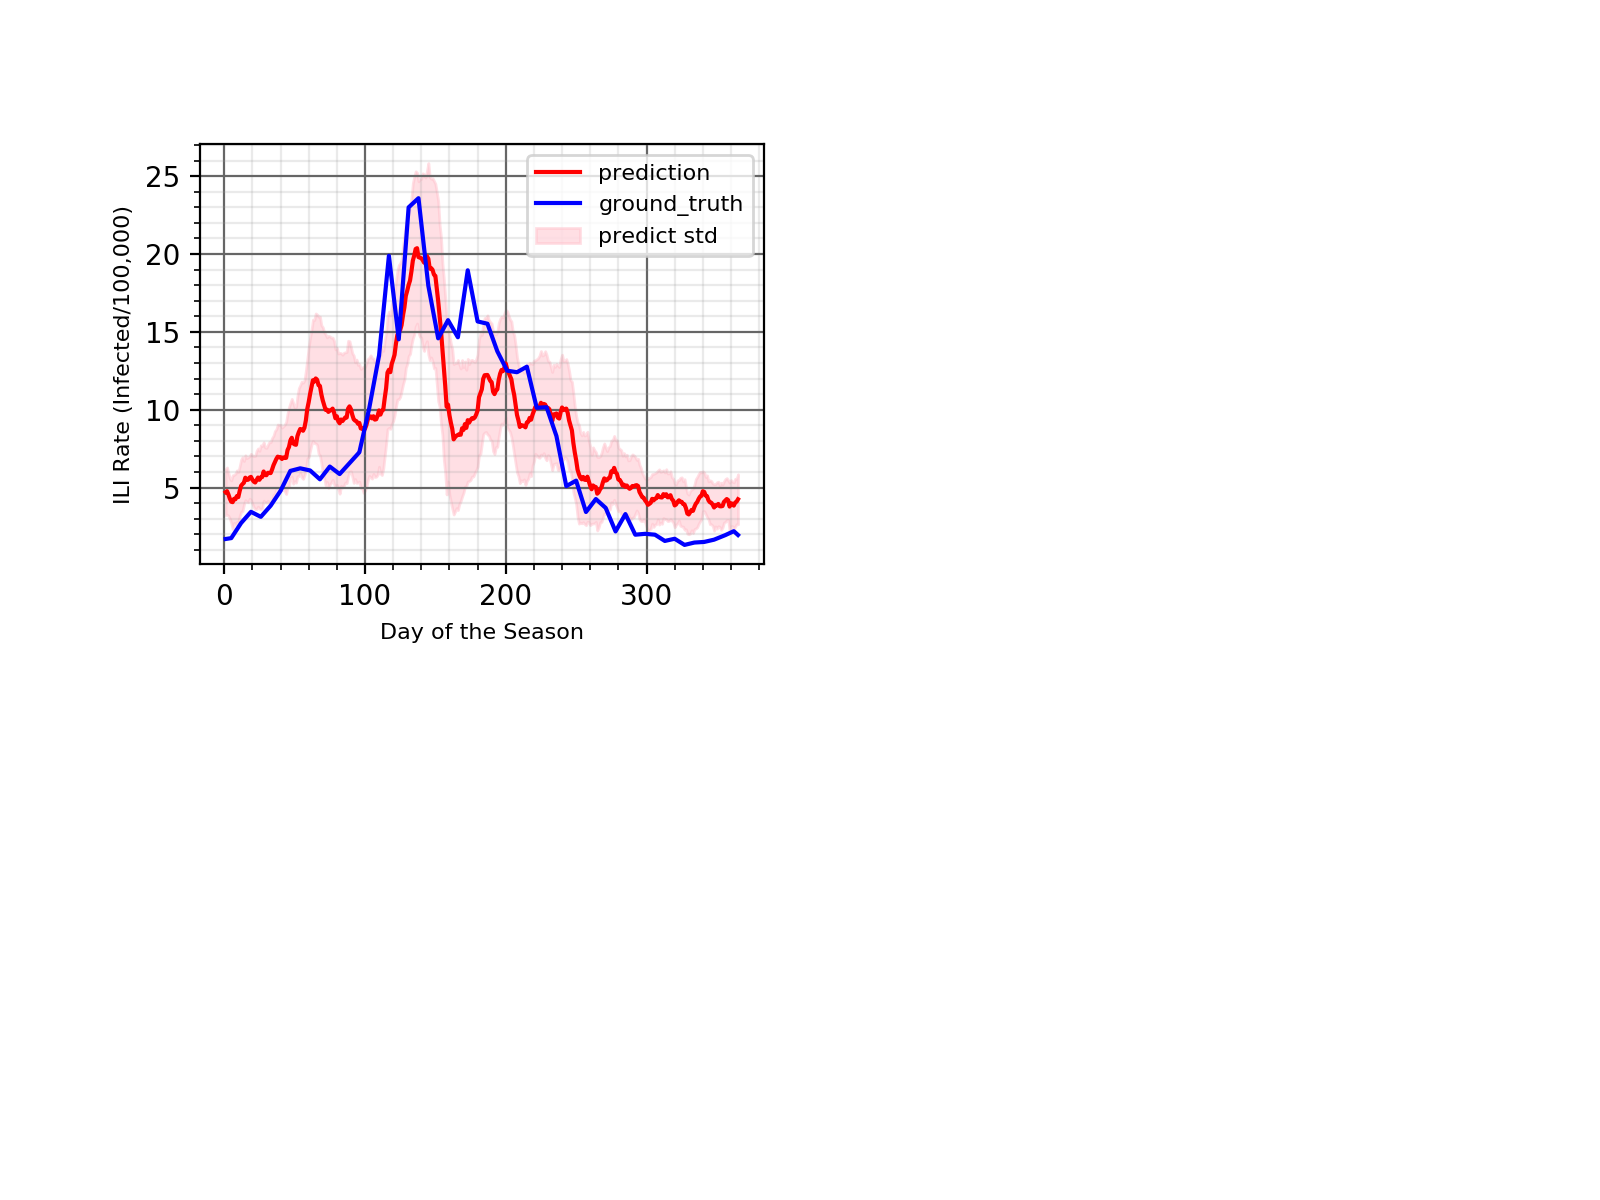 25
20
15
10
5
ILI Rate (Infected/100,000)
prediction
ground_truth
predict std
0 100 200 300
Day of the Season